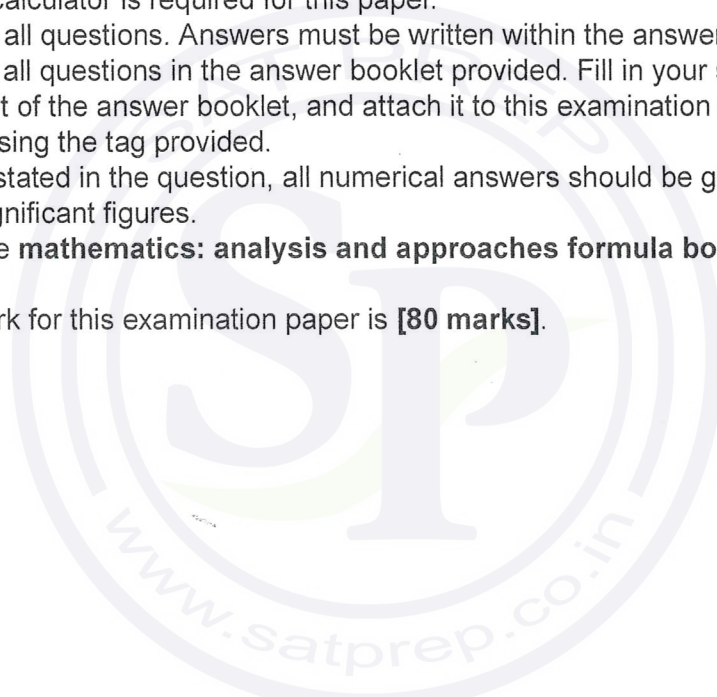 calculator is required for this paper.
all questions. Answers must be written within the answer
all questions in the answer booklet provided. Fill in your
t of the answer booklet, and attach it to this examination
sing the tag provided.
stated in the question, all numerical answers should be g
gnificant figures.
e mathematics: analysis and approaches formula bo
rk for this examination paper is [80 marks].
SAT PREP
SP
www.satprep.co.in